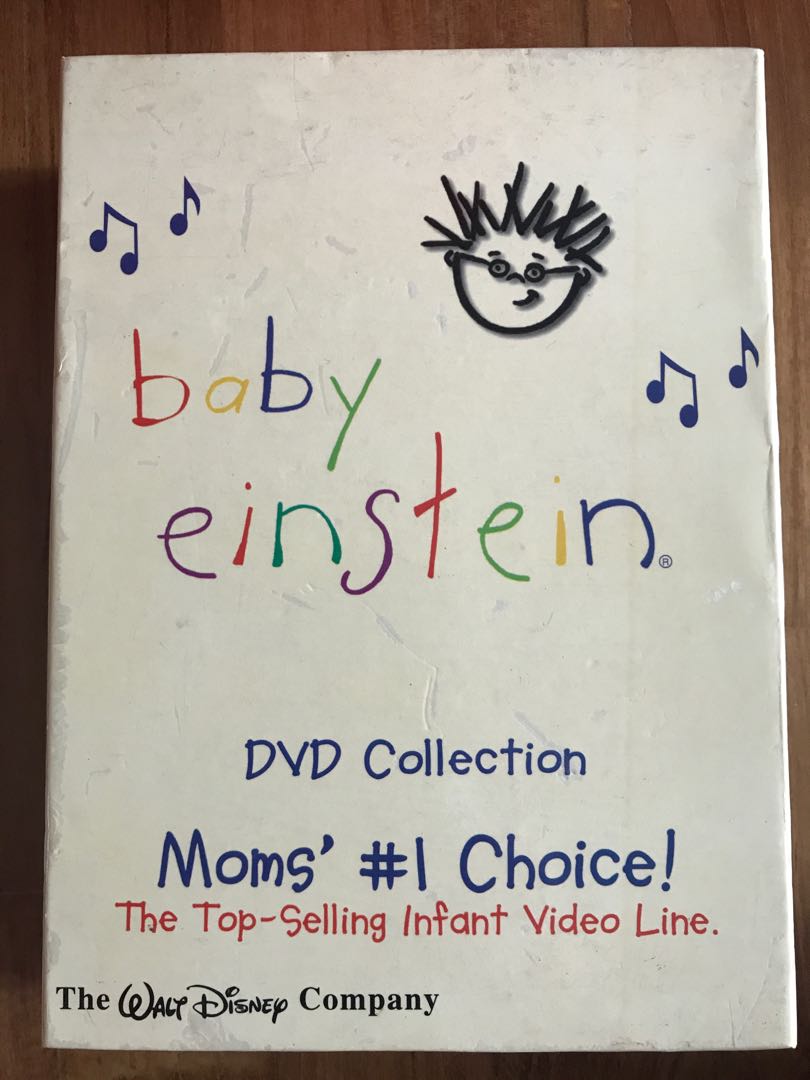 baby
einstein®
DVD Collection
Moms' #1 Choice!
The Top-Selling Infant Video Line.
The Walt Disney Company